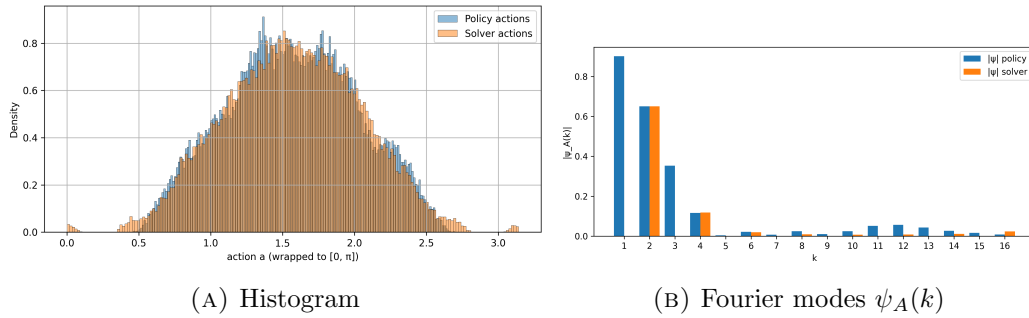 Policy actions
Solver actions
Density
0.8
0.6
0.4
0.2
0.0
0.0 0.5 1.0 1.5 2.0 2.5 3.0
action a (wrapped to [0, π])
(A) Histogram
|ψ| policy
|ψ| solver
|ψ_A(k)|
0.8
0.6
0.4
0.2
0.0
1 2 3 4 5 6 7 8 9 10 11 12 13 14 15 16
k
(B) Fourier modes ψ_A(k)